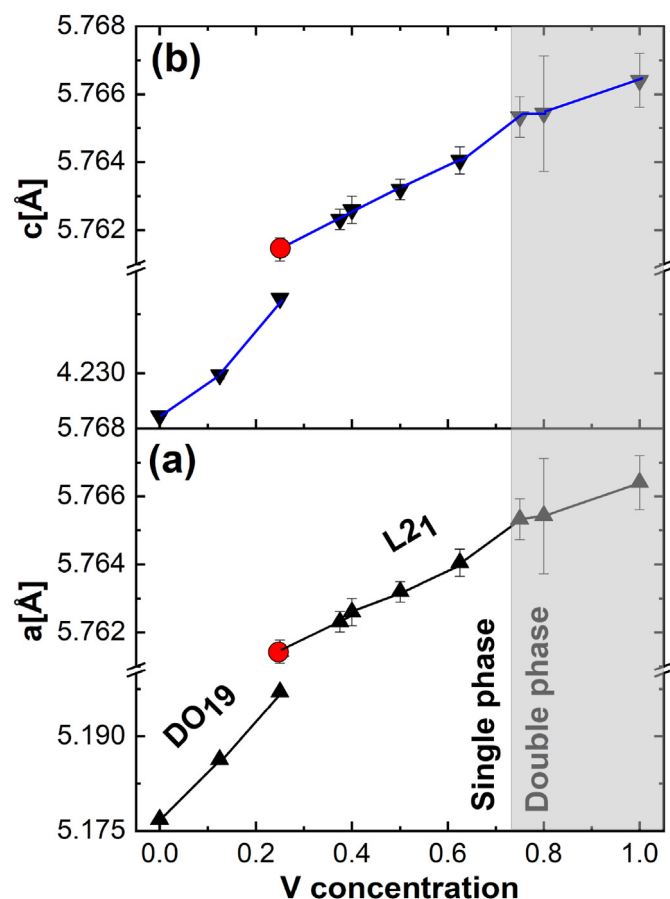 5.768
(b)
5.766
5.764
c[Å]
5.762
4.230
5.768
(a)
5.766
L21
5.764
a[Å]
5.762
DO19
Single phase
Double phase
5.190
5.175
0.0 0.2 0.4 0.6 0.8 1.0
V concentration